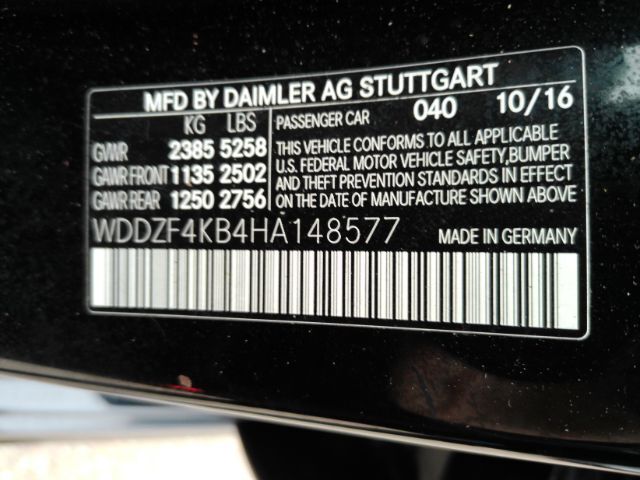 MFD BY DAIMLER AG STUTTGART
KG LBS
GVWR 2385 5258
GAWR FRONT 1135 2502
GAWR REAR 1250 2756
PASSENGER CAR 040 10/16
THIS VEHICLE CONFORMS TO ALL APPLICABLE
U.S. FEDERAL MOTOR VEHICLE SAFETY, BUMPER
AND THEFT PREVENTION STANDARDS IN EFFECT
ON THE DATE OF MANUFACTURE SHOWN ABOVE
WDDZF4KB4HA148577 MADE IN GERMANY